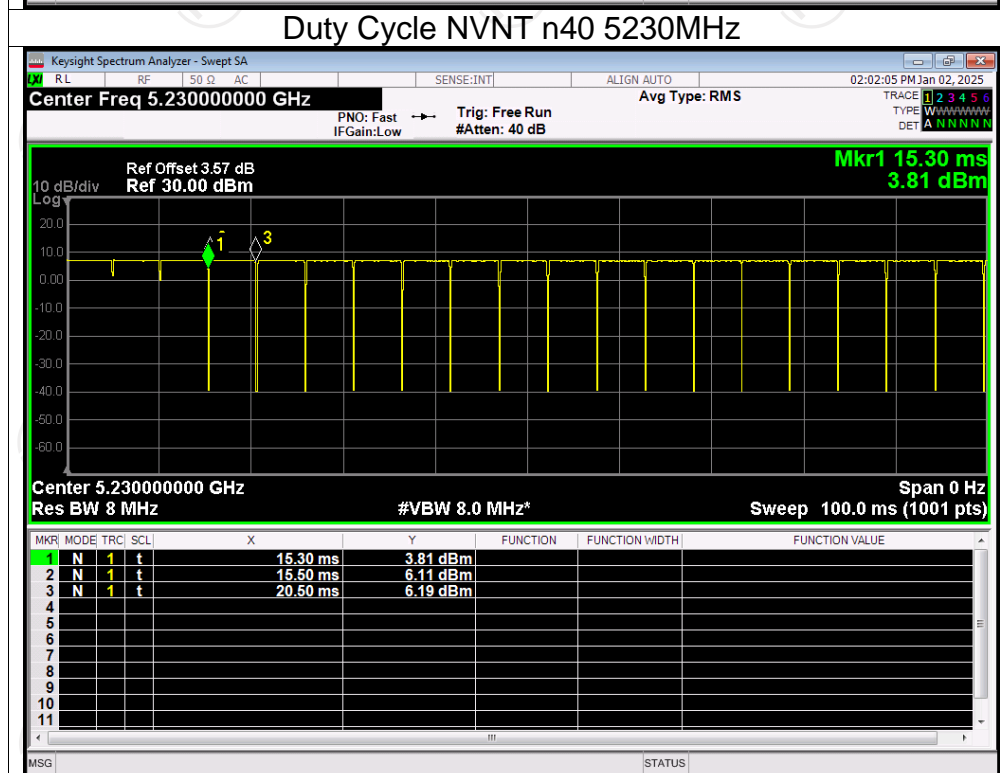 Duty Cycle NVNT n40 5230MHz
Keysight Spectrum Analyzer - Swept SA
LXI RL RF 50 Ω AC SENSE:INT ALIGN AUTO 02:02:05 PM Jan 02, 2025
Center Freq 5.230000000 GHz Avg Type: RMS TRACE 1 2 3 4 5 6
PNO: Fast Trig: Free Run TYPE WWWWWW
IFGain:Low #Atten: 40 dB DET A N N N N N
Mkr1 15.30 ms
Ref Offset 3.57 dB
10 dB/div Ref 30.00 dBm 3.81 dBm
Log
20.0
1 3
10.0
0.00
-10.0
-20.0
-30.0
-40.0
-50.0
-60.0
Center 5.230000000 GHz Span 0 Hz
Res BW 8 MHz #VBW 8.0 MHz* Sweep 100.0 ms (1001 pts)
MKR MODE TRC SCL X Y FUNCTION FUNCTION WIDTH FUNCTION VALUE
1 N 1 t 15.30 ms 3.81 dBm
2 N 1 t 15.50 ms 6.11 dBm
3 N 1 t 20.50 ms 6.19 dBm
4
5
6
7
8
9
10
11
MSG STATUS